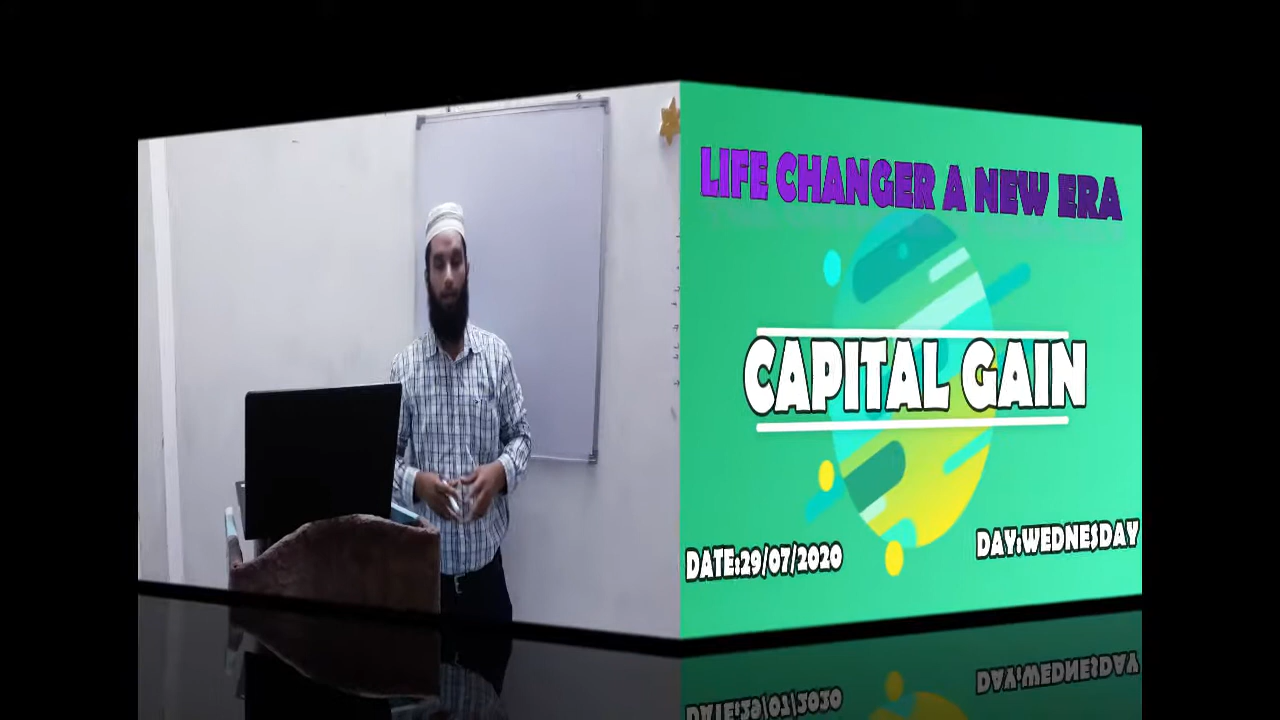 LIFE CHANGER A NEW ERA
CAPITAL GAIN
DATE:29/07/2020
DAY:WEDNESDAY